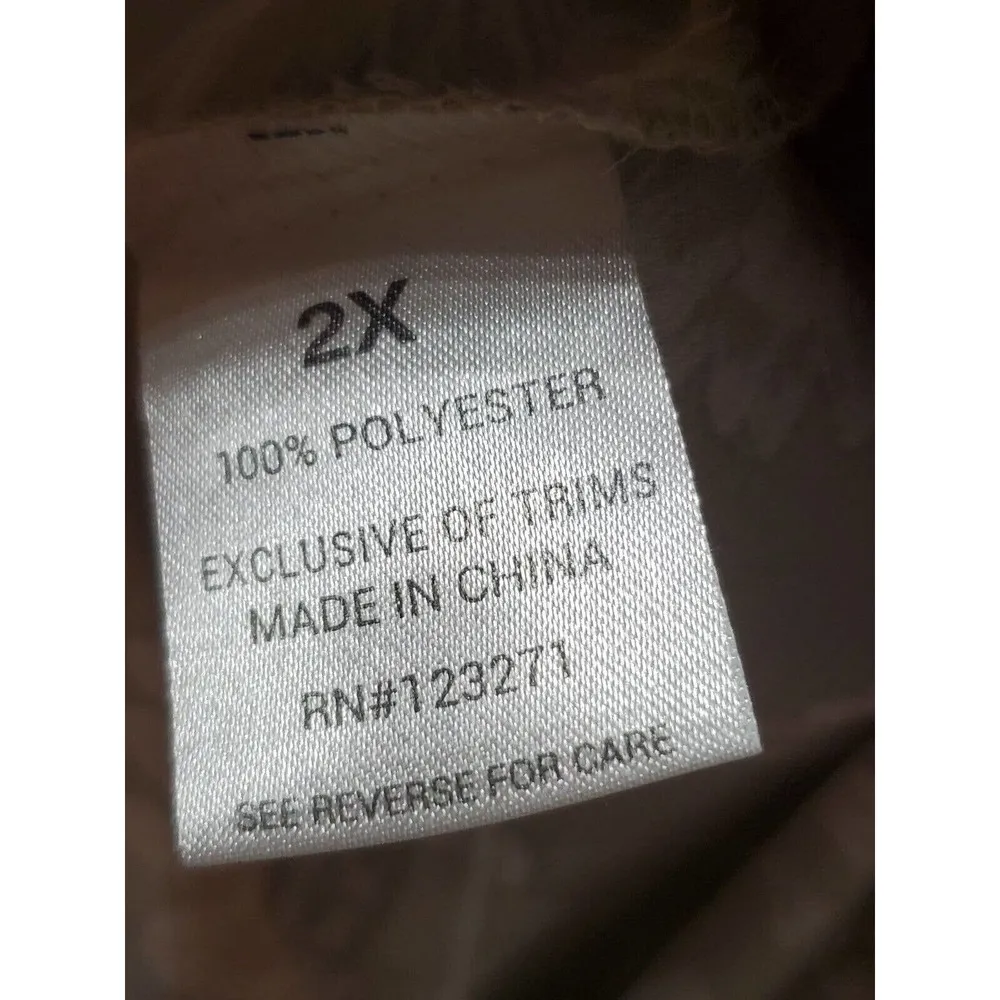 2X
100% POLYESTER
EXCLUSIVE OF TRIMS
MADE IN CHINA
RN#123271
SEE REVERSE FOR CARE